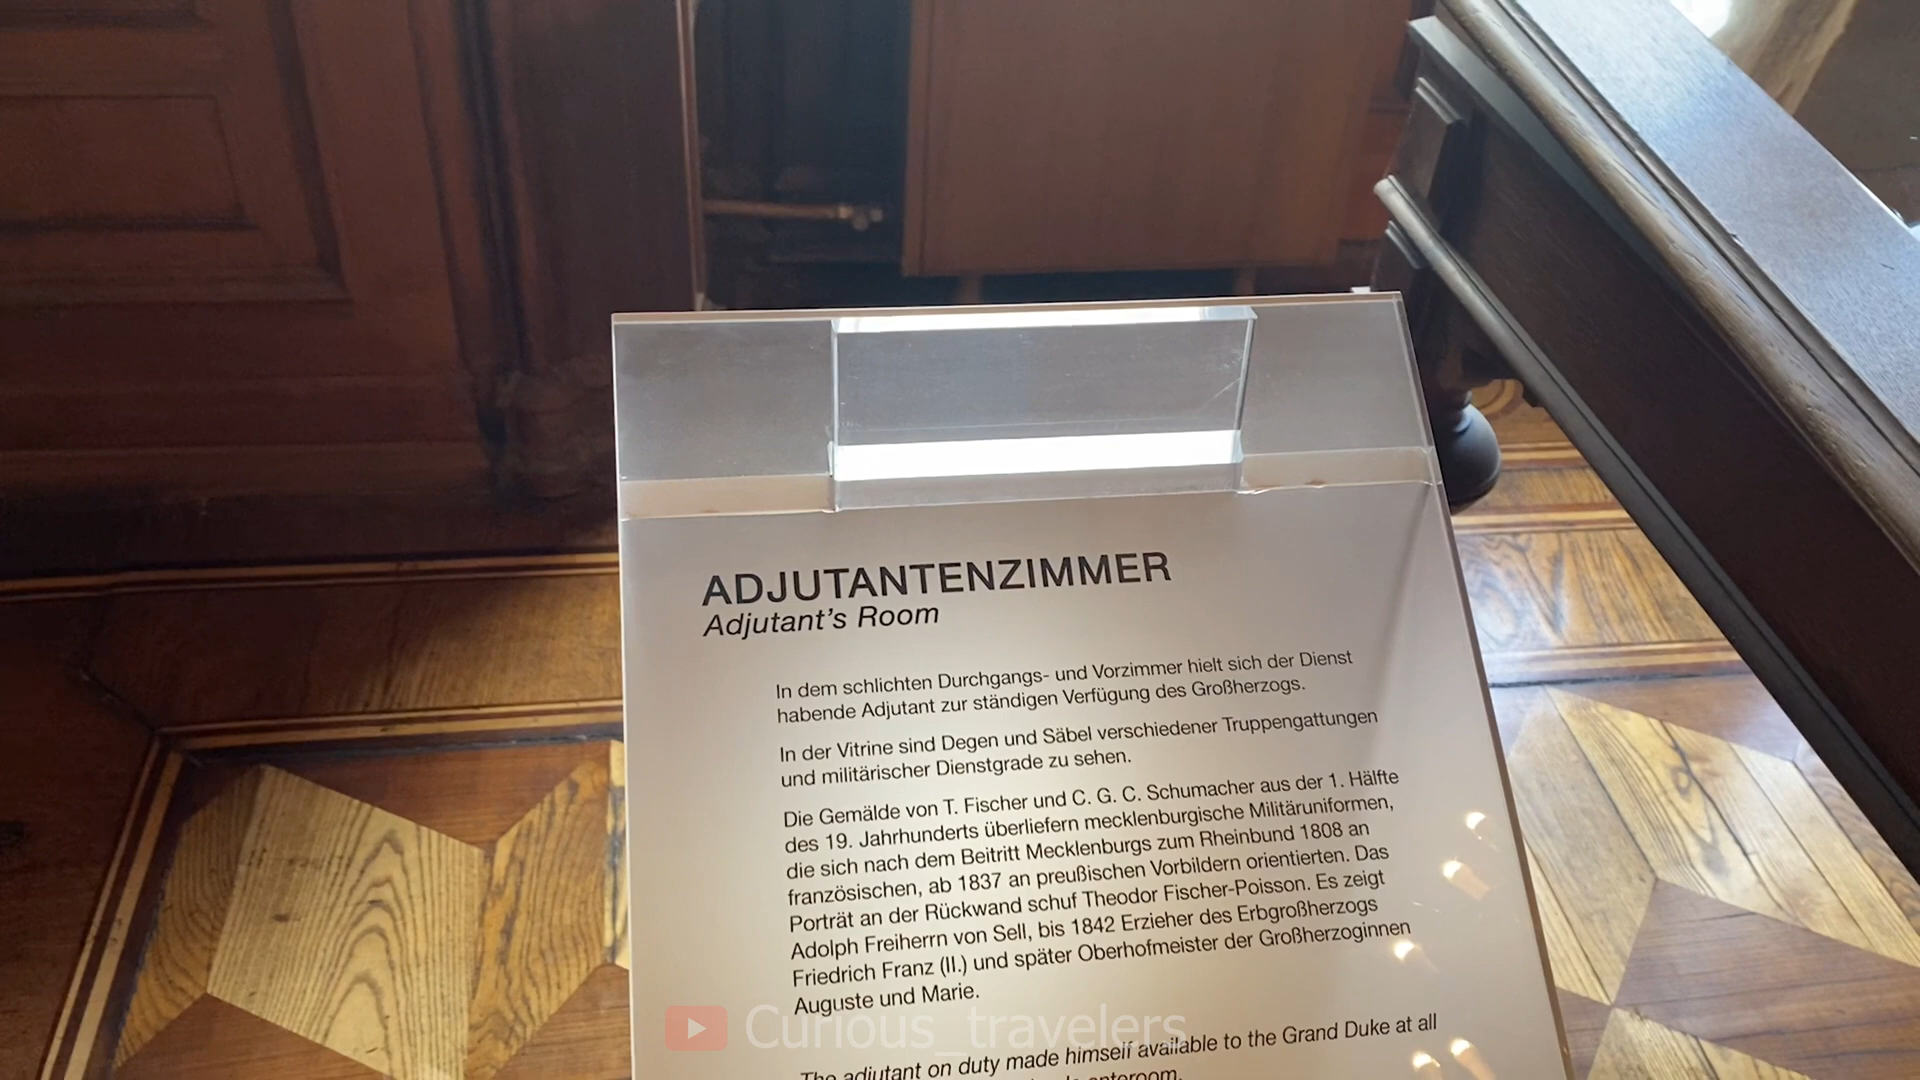 ADJUTANTENZIMMER
Adjutant's Room
In dem schlichten Durchgangs- und Vorzimmer hielt sich der Dienst
habende Adjutant zur ständigen Verfügung des Großherzogs.
In der Vitrine sind Degen und Säbel verschiedener Truppengattungen
und militärischer Dienstgrade zu sehen.
Die Gemälde von T. Fischer und C. G. C. Schumacher aus der 1. Hälfte
des 19. Jahrhunderts überliefern mecklenburgische Militäruniformen,
die sich nach dem Beitritt Mecklenburgs zum Rheinbund 1808 an
französischen, ab 1837 an preußischen Vorbildern orientierten. Das
Porträt an der Rückwand schuf Theodor Fischer-Poisson. Es zeigt
Adolph Freiherrn von Sell, bis 1842 Erzieher des Erbgroßherzogs
Friedrich Franz (II.) und später Oberhofmeister der Großherzoginnen
Auguste und Marie.
Curious_travelers
The adjutant on duty made himself available to the Grand Duke at all
anteroom.